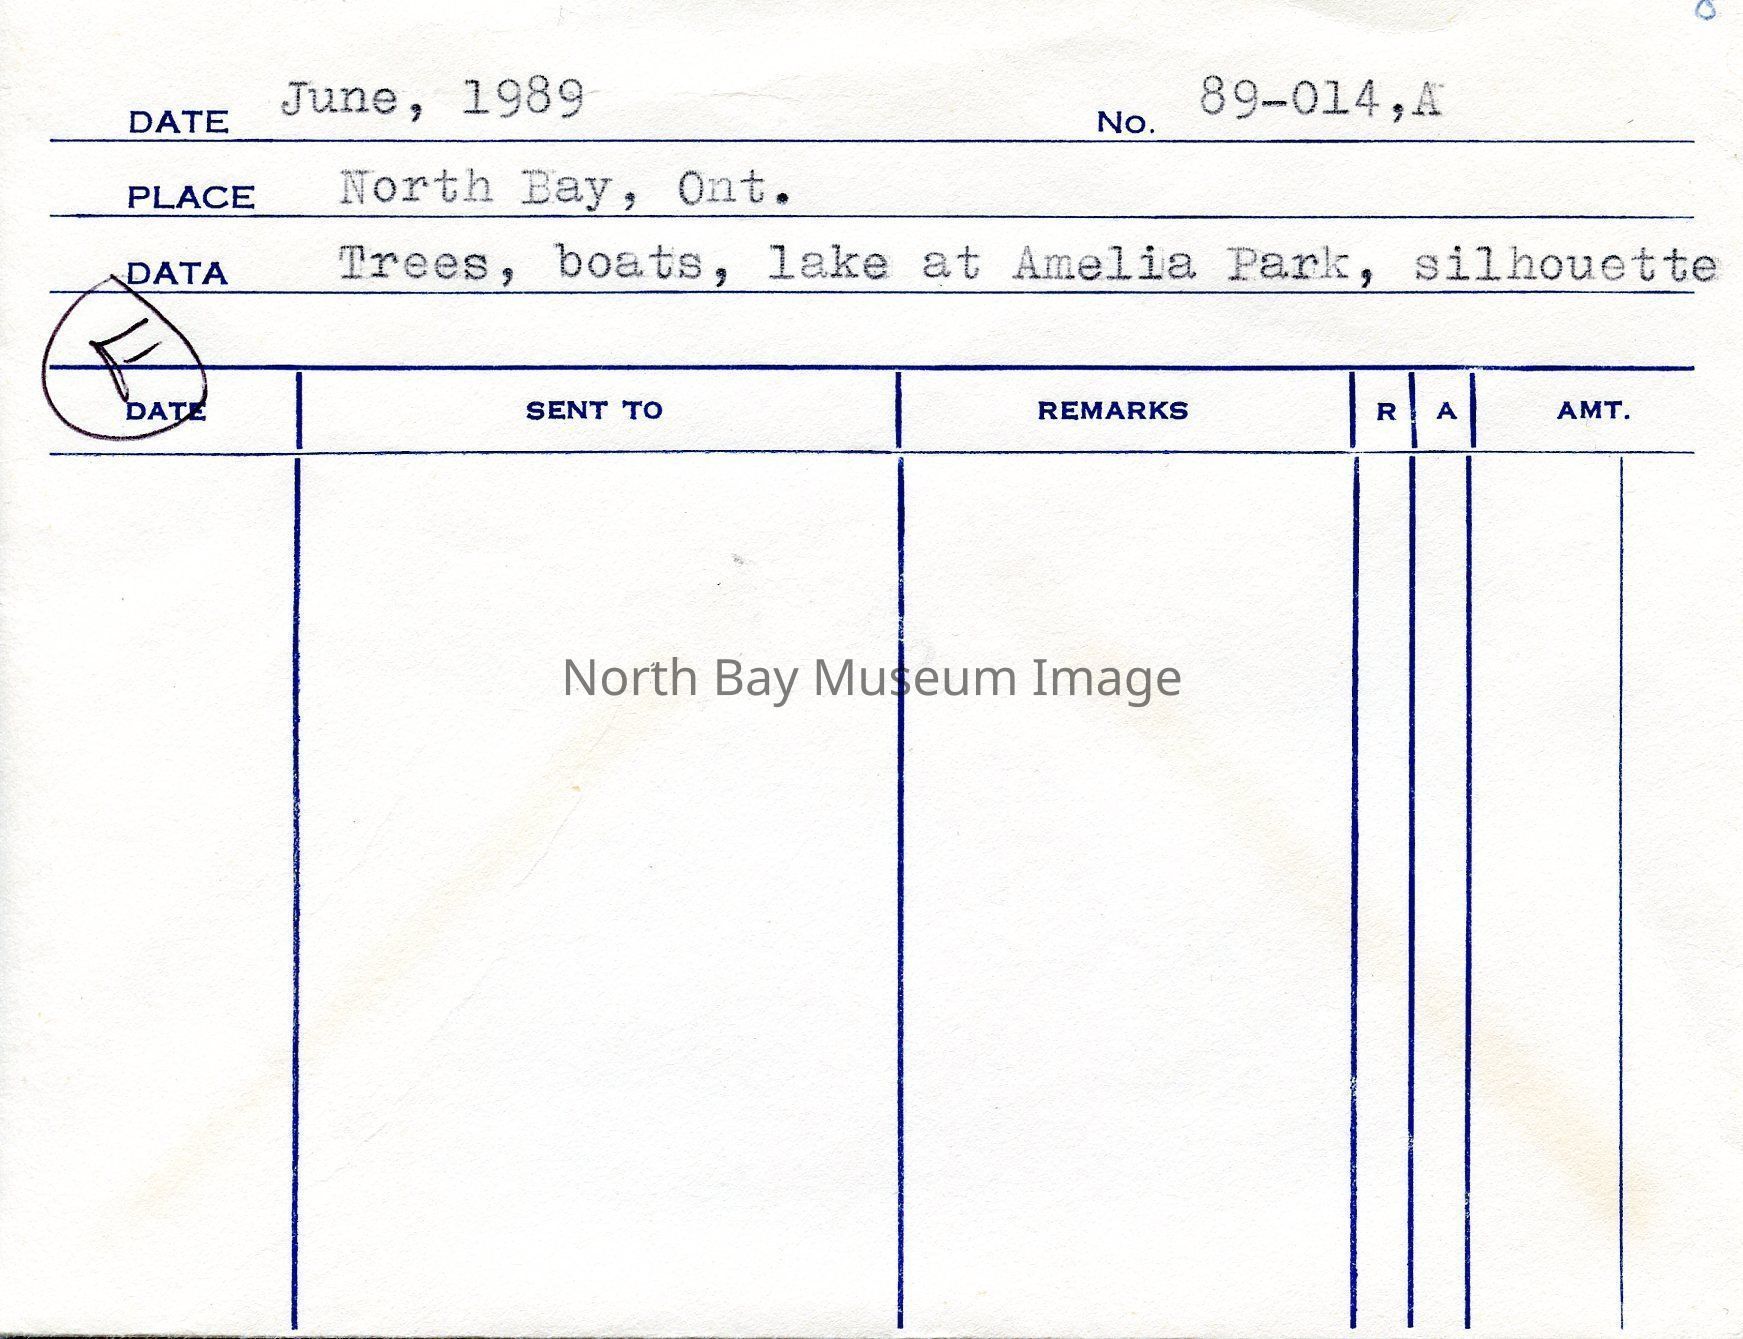 DATE June, 1989 No. 89-014,A
PLACE North Bay, Ont.
DATA Trees, boats, lake at Amelia Park, silhouette
F
DATE SENT TO REMARKS R A AMT.
North Bay Museum Image